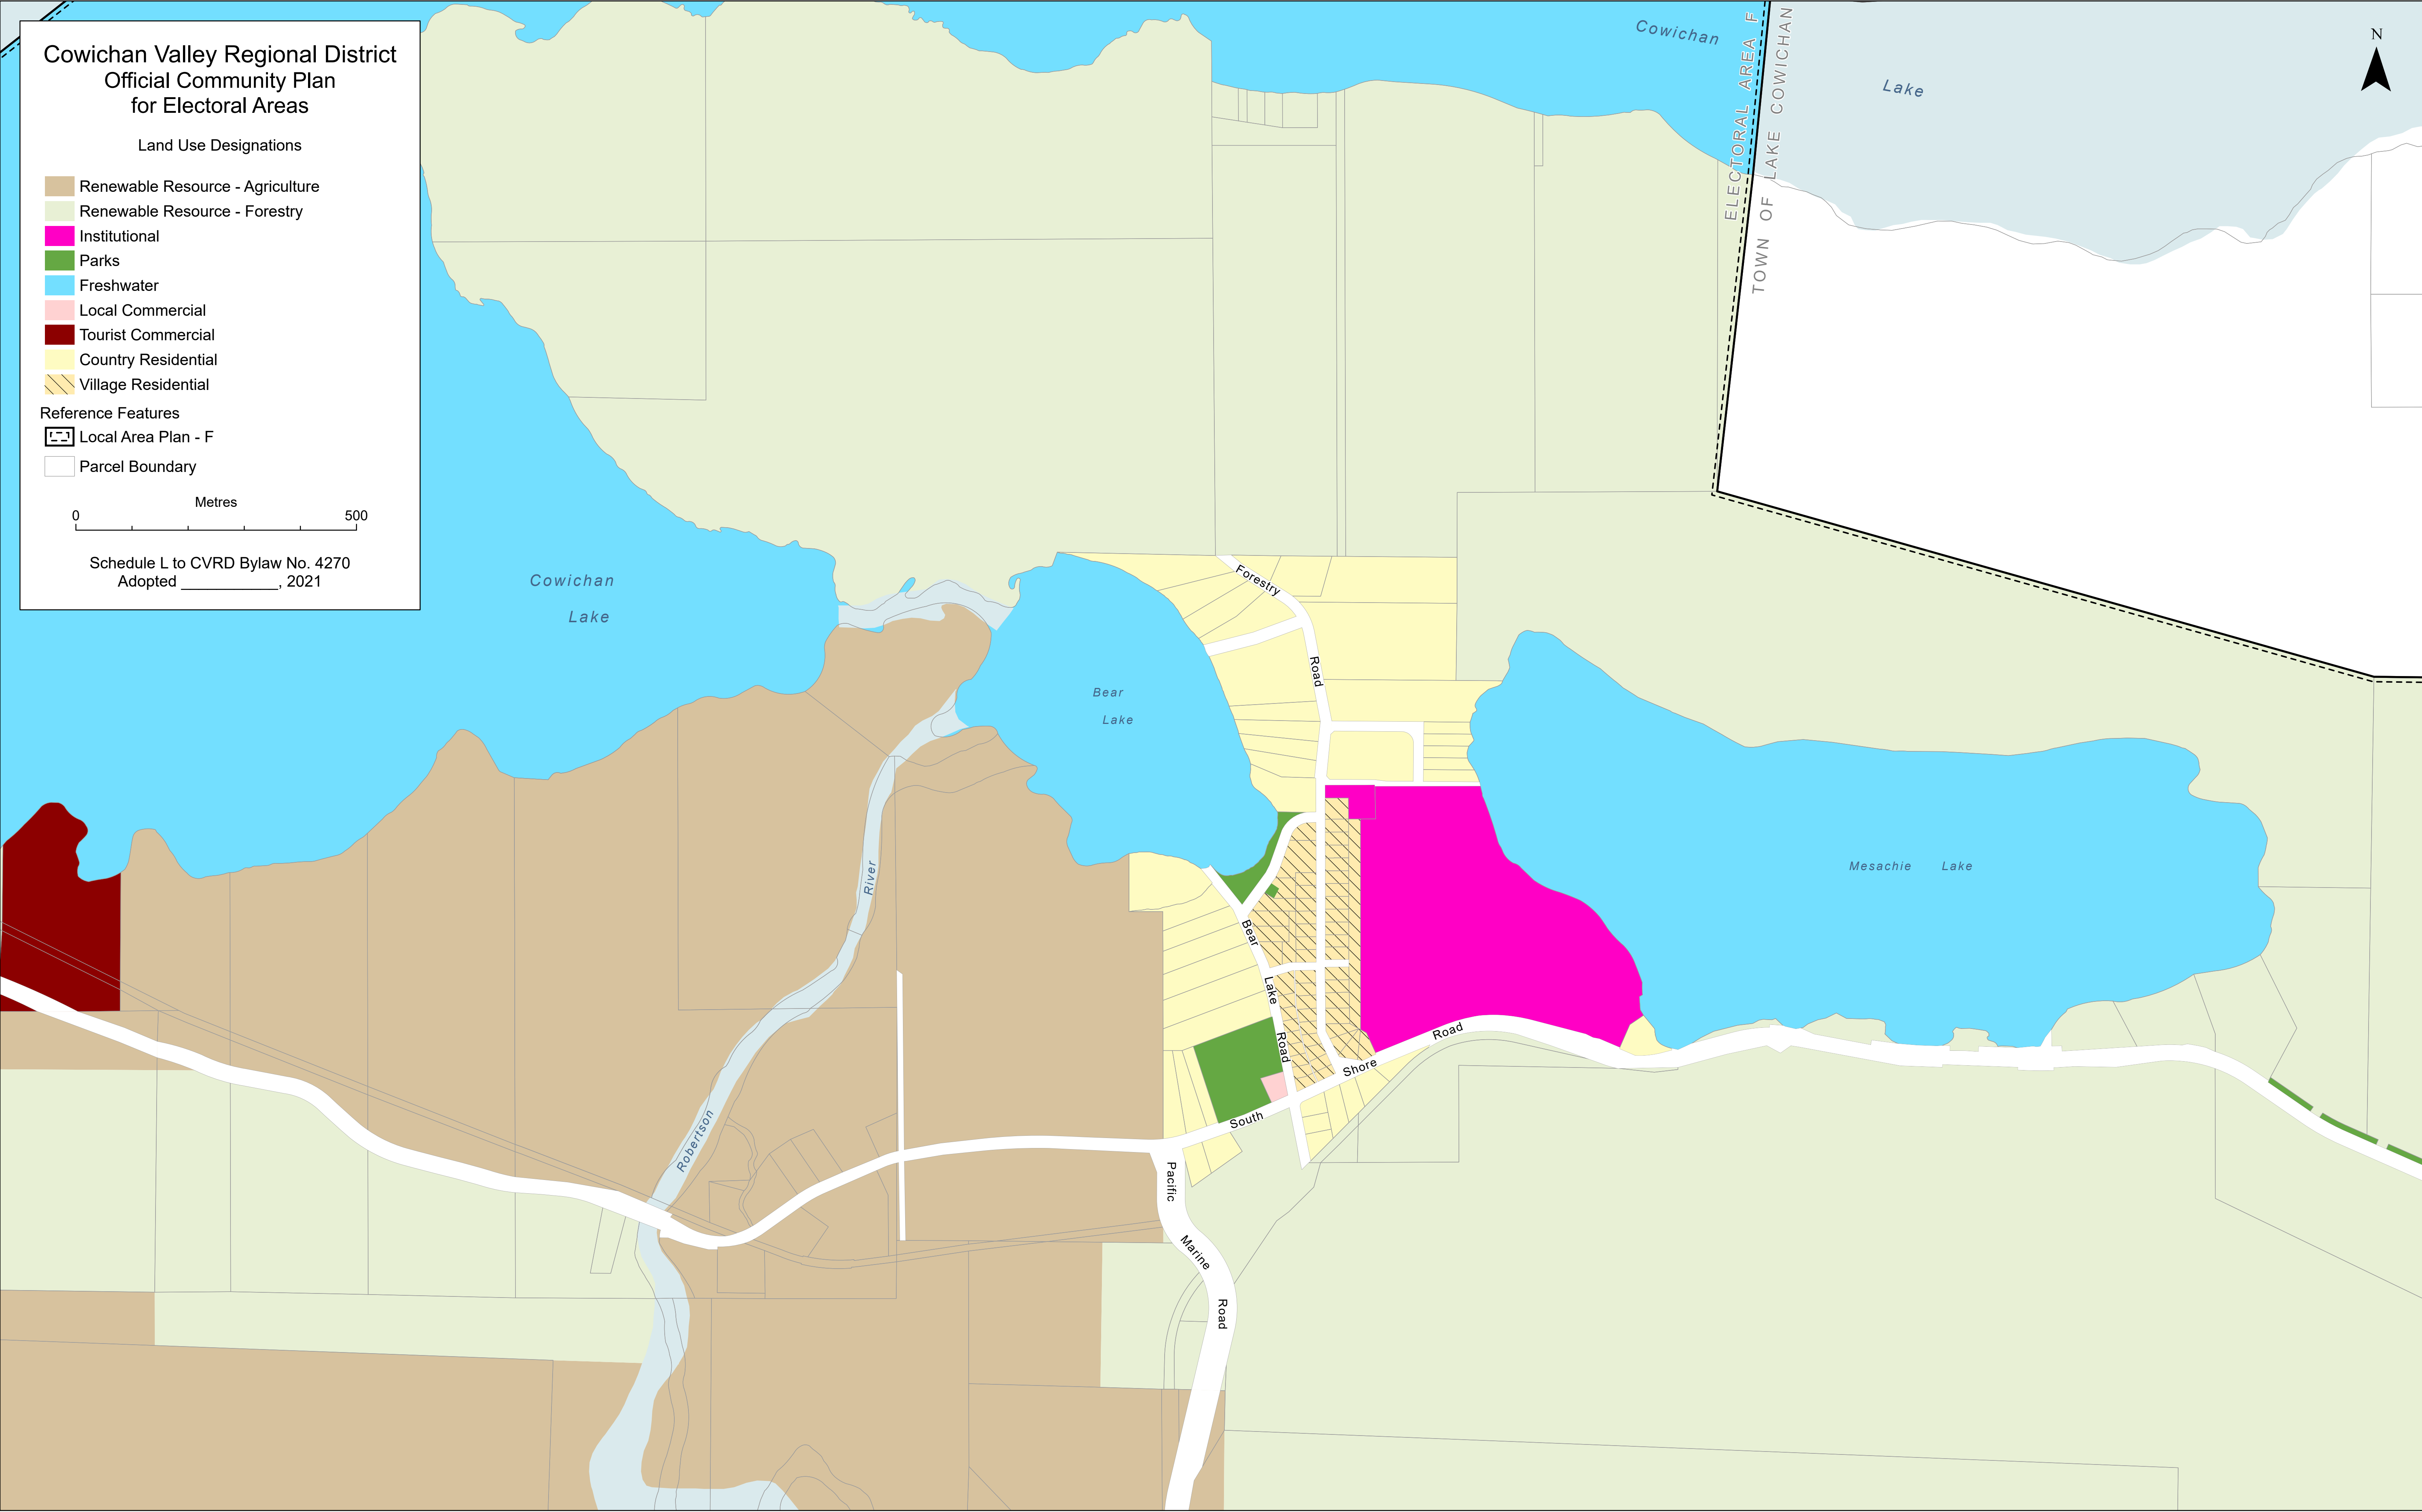 Cowichan Valley Regional District
Official Community Plan
for Electoral Areas
Land Use Designations
Renewable Resource - Agriculture
Renewable Resource - Forestry
Institutional
Parks
Freshwater
Local Commercial
Tourist Commercial
Country Residential
Village Residential
Reference Features
Local Area Plan - F
Parcel Boundary
Metres
0 500
Schedule L to CVRD Bylaw No. 4270
Adopted ____________, 2021
Cowichan
Lake
ELECTORAL AREA F
TOWN OF LAKE COWICHAN
N
Cowichan
Lake
Forestry
Road
Bear
Lake
Mesachie Lake
River
Robertson
Bear
Lake
Road
South
Shore
Road
Pacific
Marine
Road